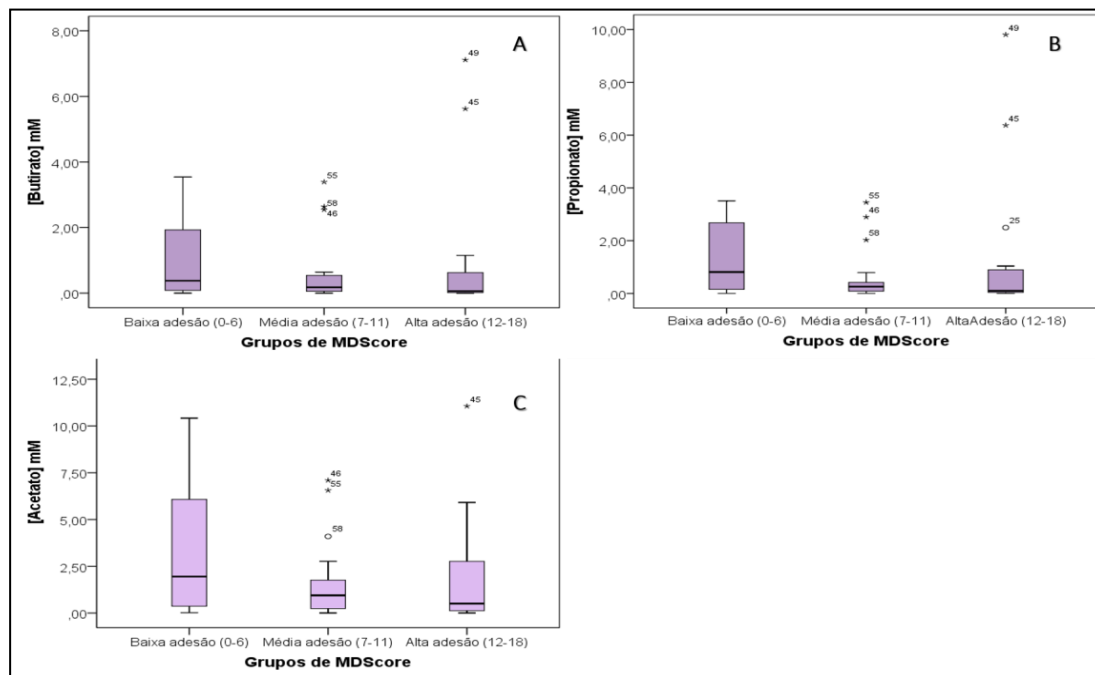 A
[Butirato] mM
8,00
6,00
4,00
2,00
,00
49
45
55
58
46
Baixa adesão (0-6) Média adesão (7-11) Alta adesão (12-18)
Grupos de MDScore
B
[Propionato] mM
10,00
8,00
6,00
4,00
2,00
,00
49
45
55
46
58
25
Baixa adesão (0-6) Média adesão (7-11) AltaAdesão (12-18)
Grupos de MDScore
C
[Acetato] mM
12,50
10,00
7,50
5,00
2,50
,00
45
46
55
58
Baixa adesão (0-6) Média adesão (7-11) Alta adesão (12-18)
Grupos de MDScore